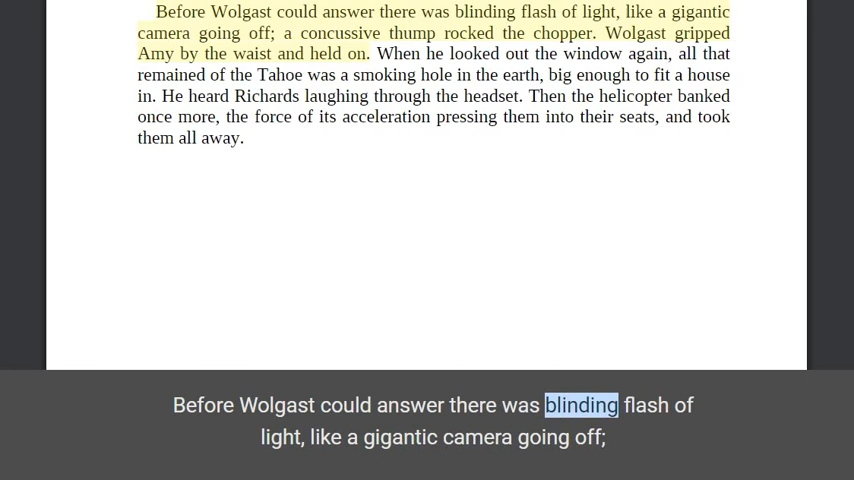 Before Wolgast could answer there was blinding flash of light, like a gigantic
camera going off; a concussive thump rocked the chopper. Wolgast gripped
Amy by the waist and held on. When he looked out the window again, all that
remained of the Tahoe was a smoking hole in the earth, big enough to fit a house
in. He heard Richards laughing through the headset. Then the helicopter banked
once more, the force of its acceleration pressing them into their seats, and took
them all away.
Before Wolgast could answer there was blinding flash of
light, like a gigantic camera going off;